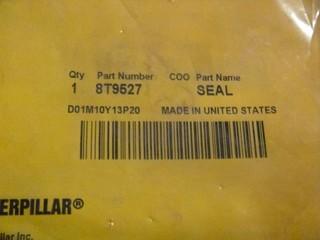 Qty Part Number COO Part Name
1 8T9527 SEAL
D01M10Y13P20 MADE IN UNITED STATES
ERPILLAR®
llar Inc.